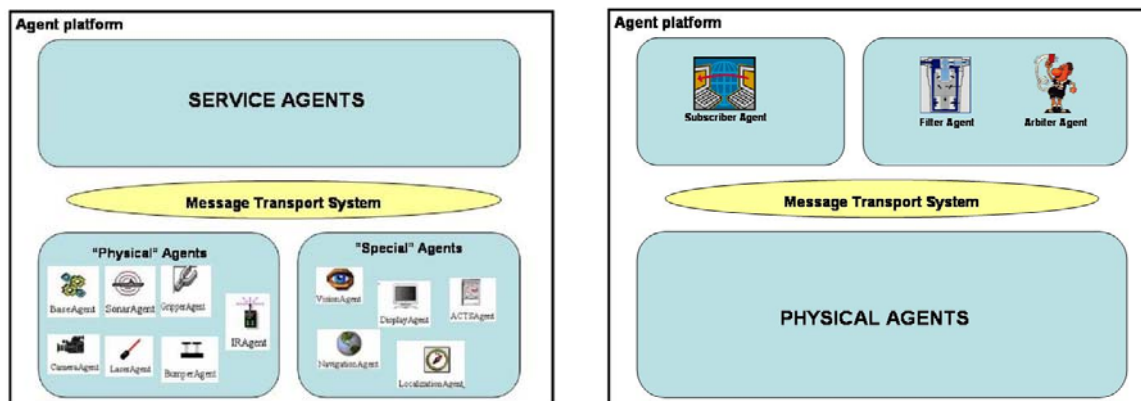 Agent platform
SERVICE AGENTS
Message Transport System
"Physical" Agents
BaseAgent
SonarAgent
GripperAgent
IRAgent
CameraAgent
LaserAgent
BumperAgent
"Special" Agents
VisionAgent
DisplayAgent
ACTSAgent
NavigationAgent
LocalizationAgent
Agent platform
Subscriber Agent
Filter Agent
Arbiter Agent
Message Transport System
PHYSICAL AGENTS